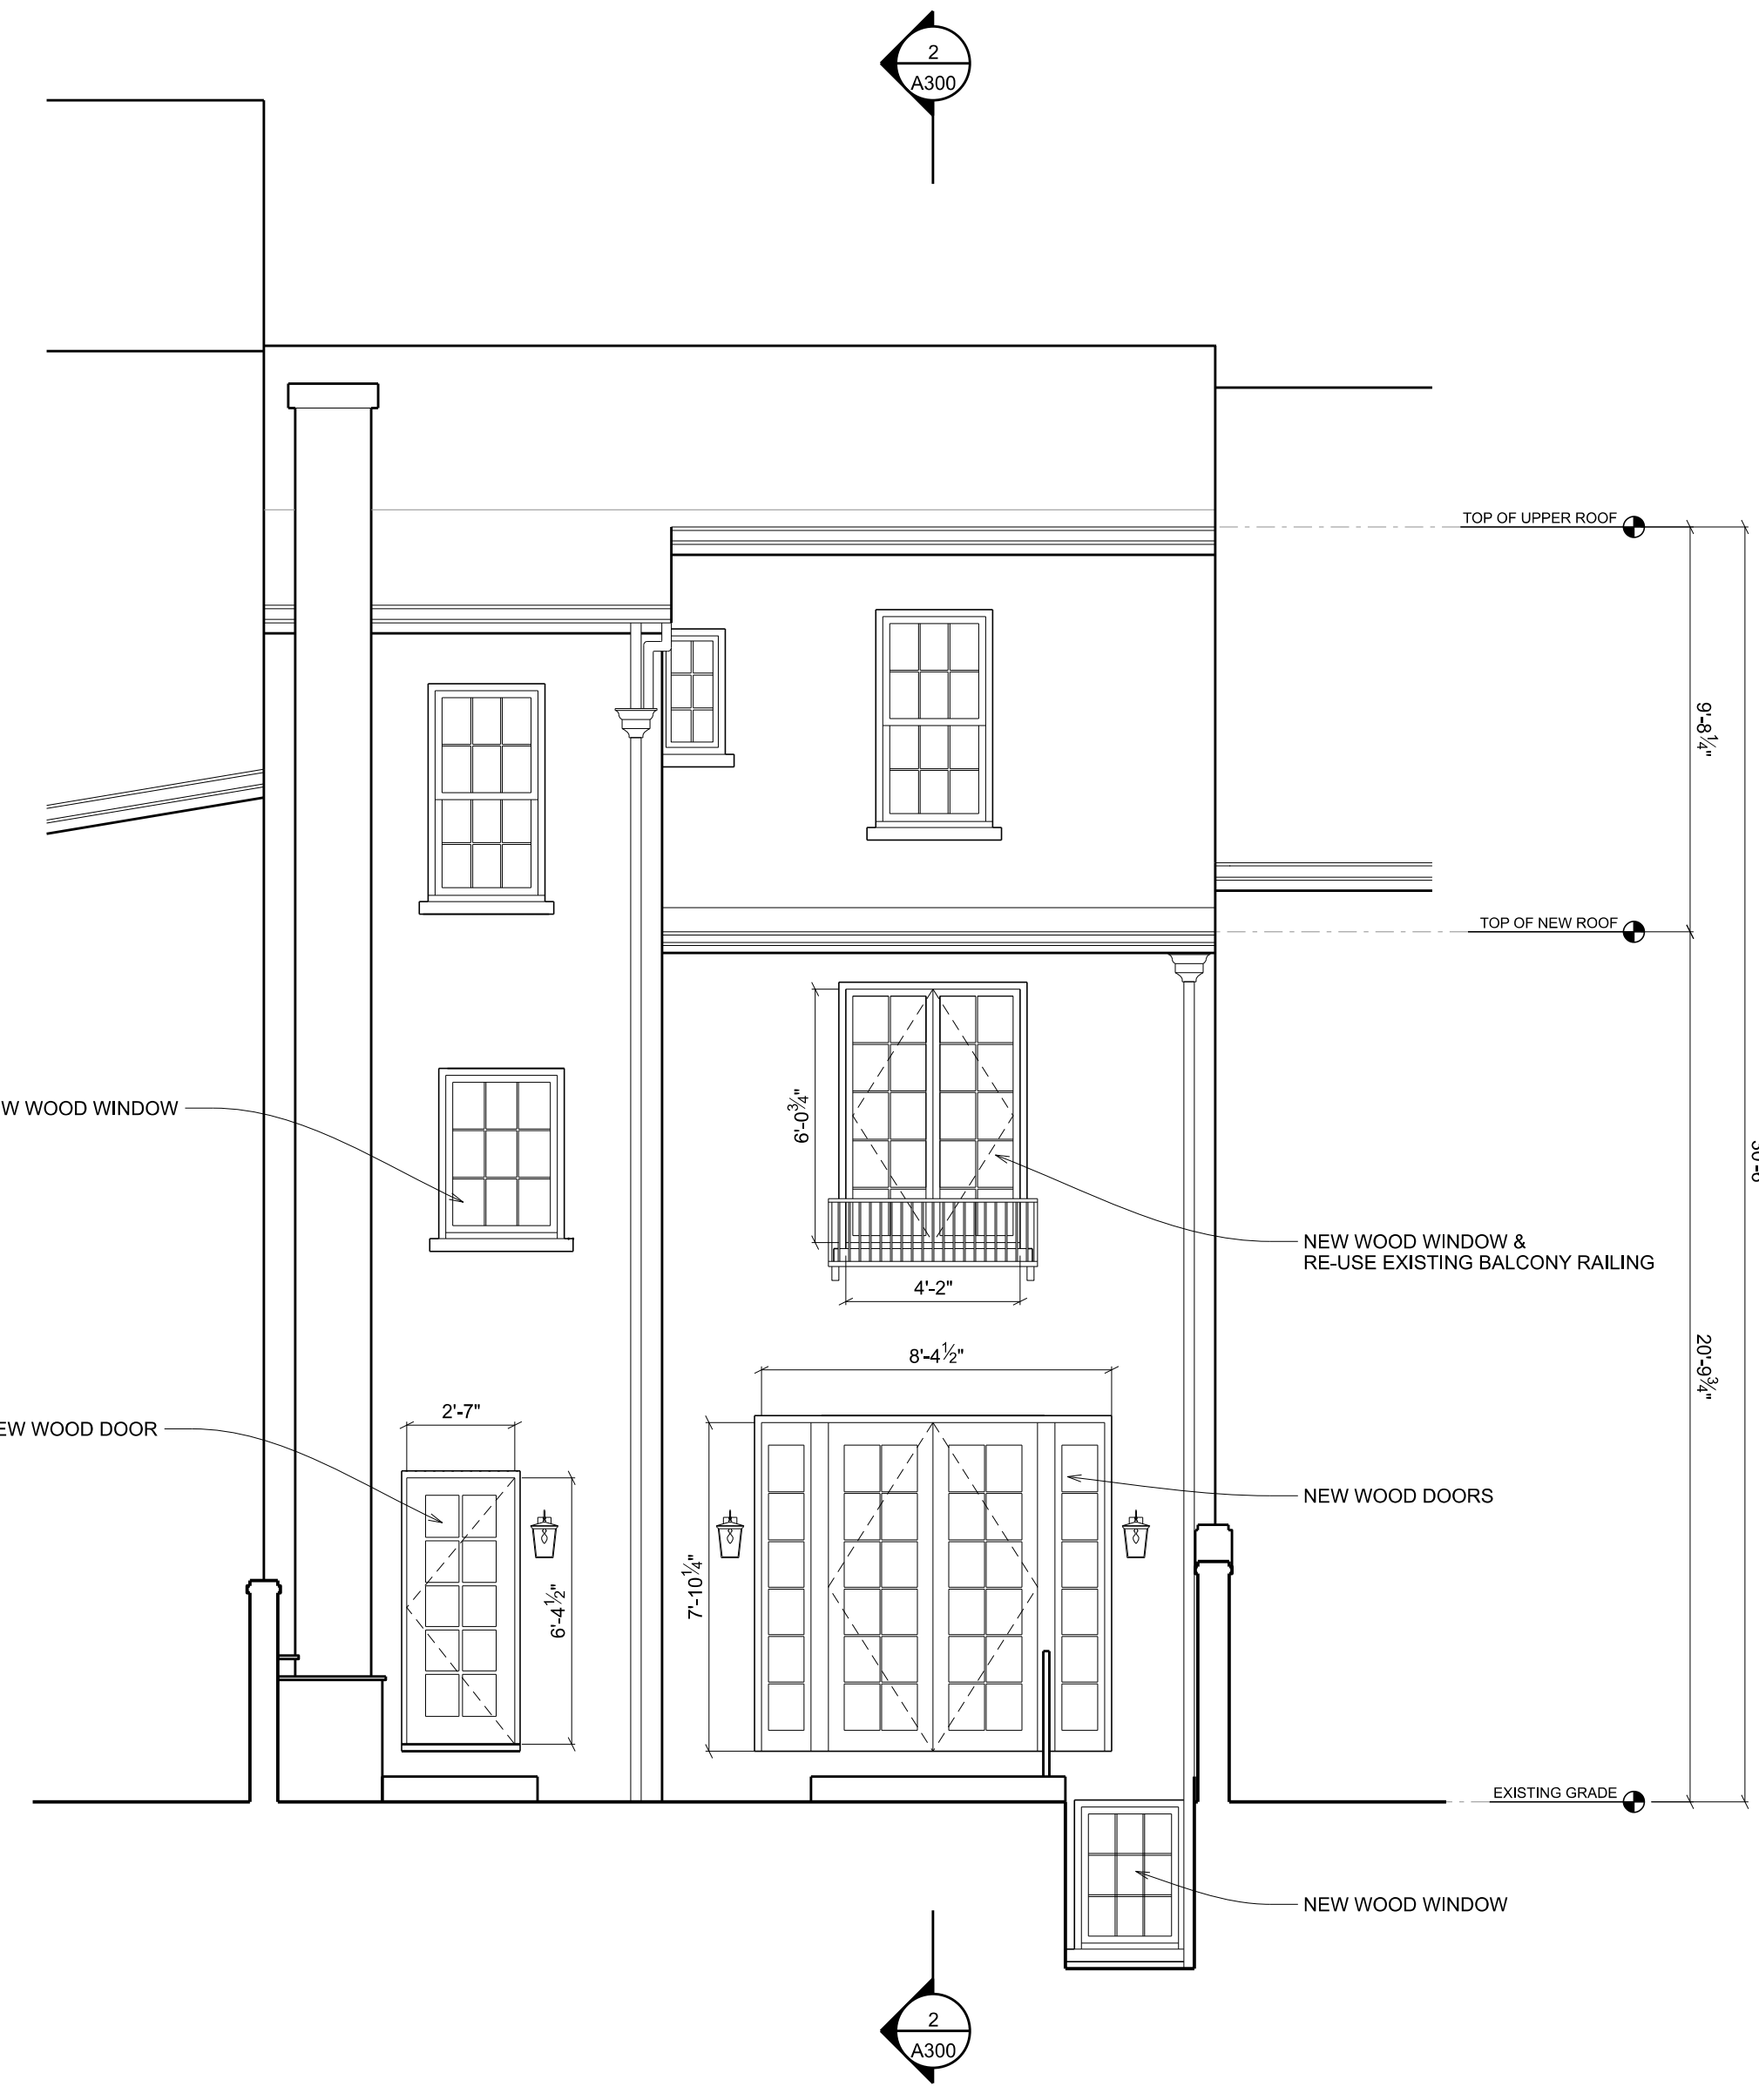 2
A300
TOP OF UPPER ROOF
9'-8¼"
TOP OF NEW ROOF
6'-0¾"
WOOD WINDOW
NEW WOOD WINDOW &
RE-USE EXISTING BALCONY RAILING
4'-2"
8'-4½"
20'-9¾"
2'-7"
WOOD DOOR
NEW WOOD DOORS
7'-10¼"
6'-4½"
EXISTING GRADE
NEW WOOD WINDOW
2
A300